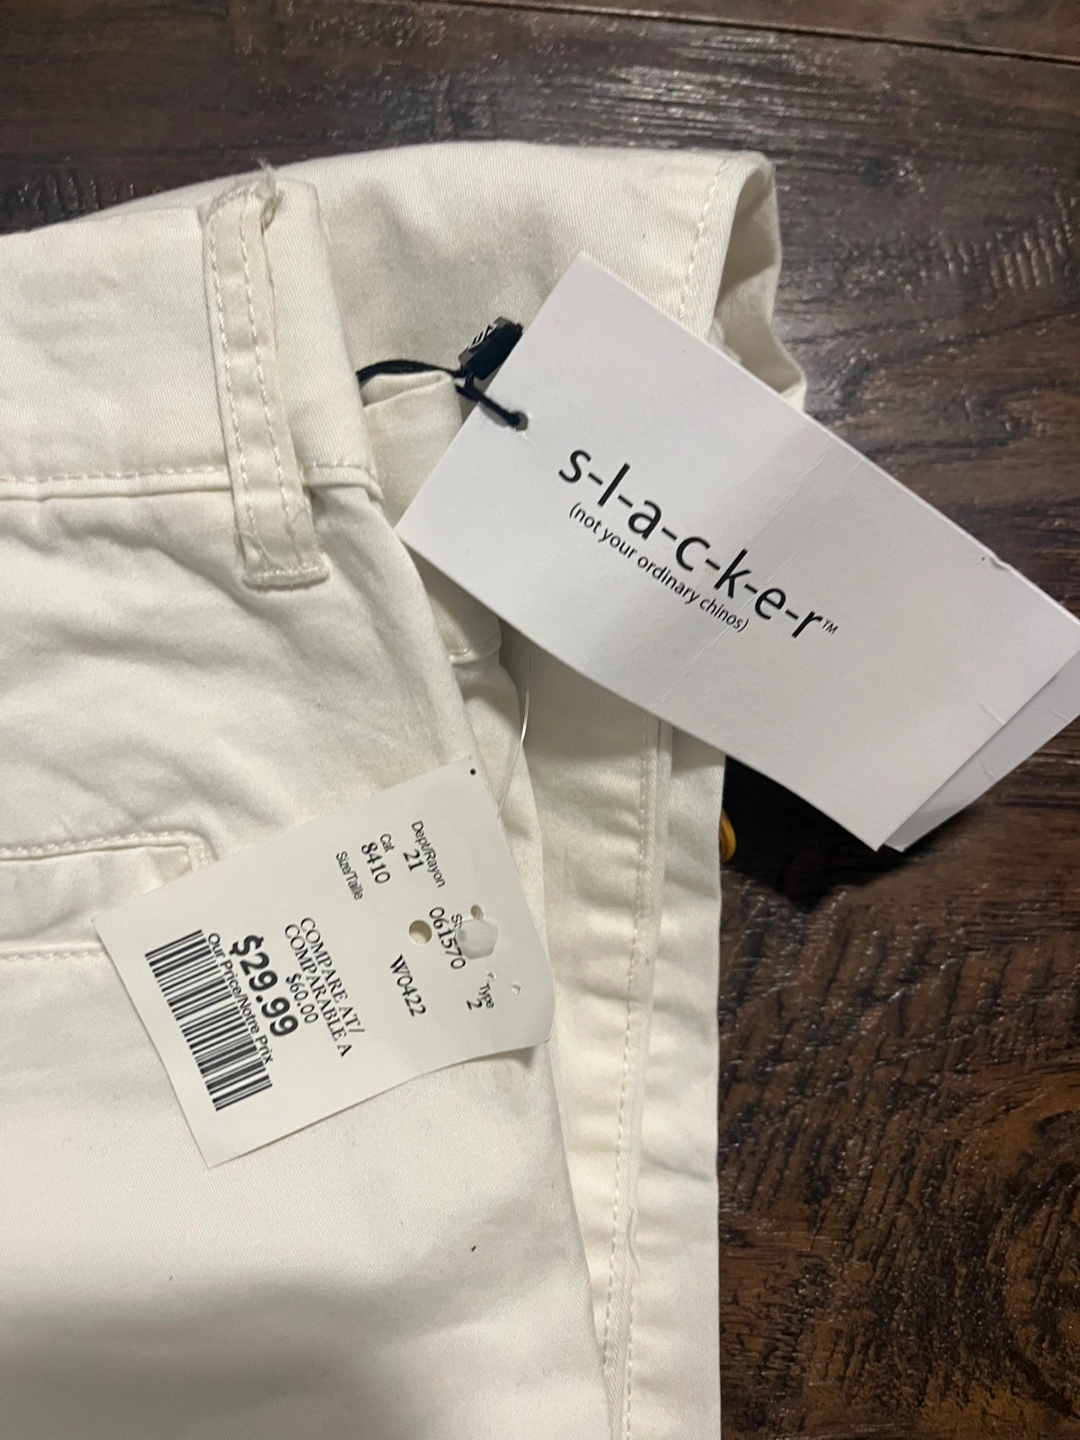 s-l-a-c-k-e-r™
(not your ordinary chinos)
Dept/Rayon
21
Cat.
8410
Size/Taille
061570
Type
2
W0422
COMPARE AT/
COMPARABLE A
$60.00
$29.99
Our Price/Notre Prix